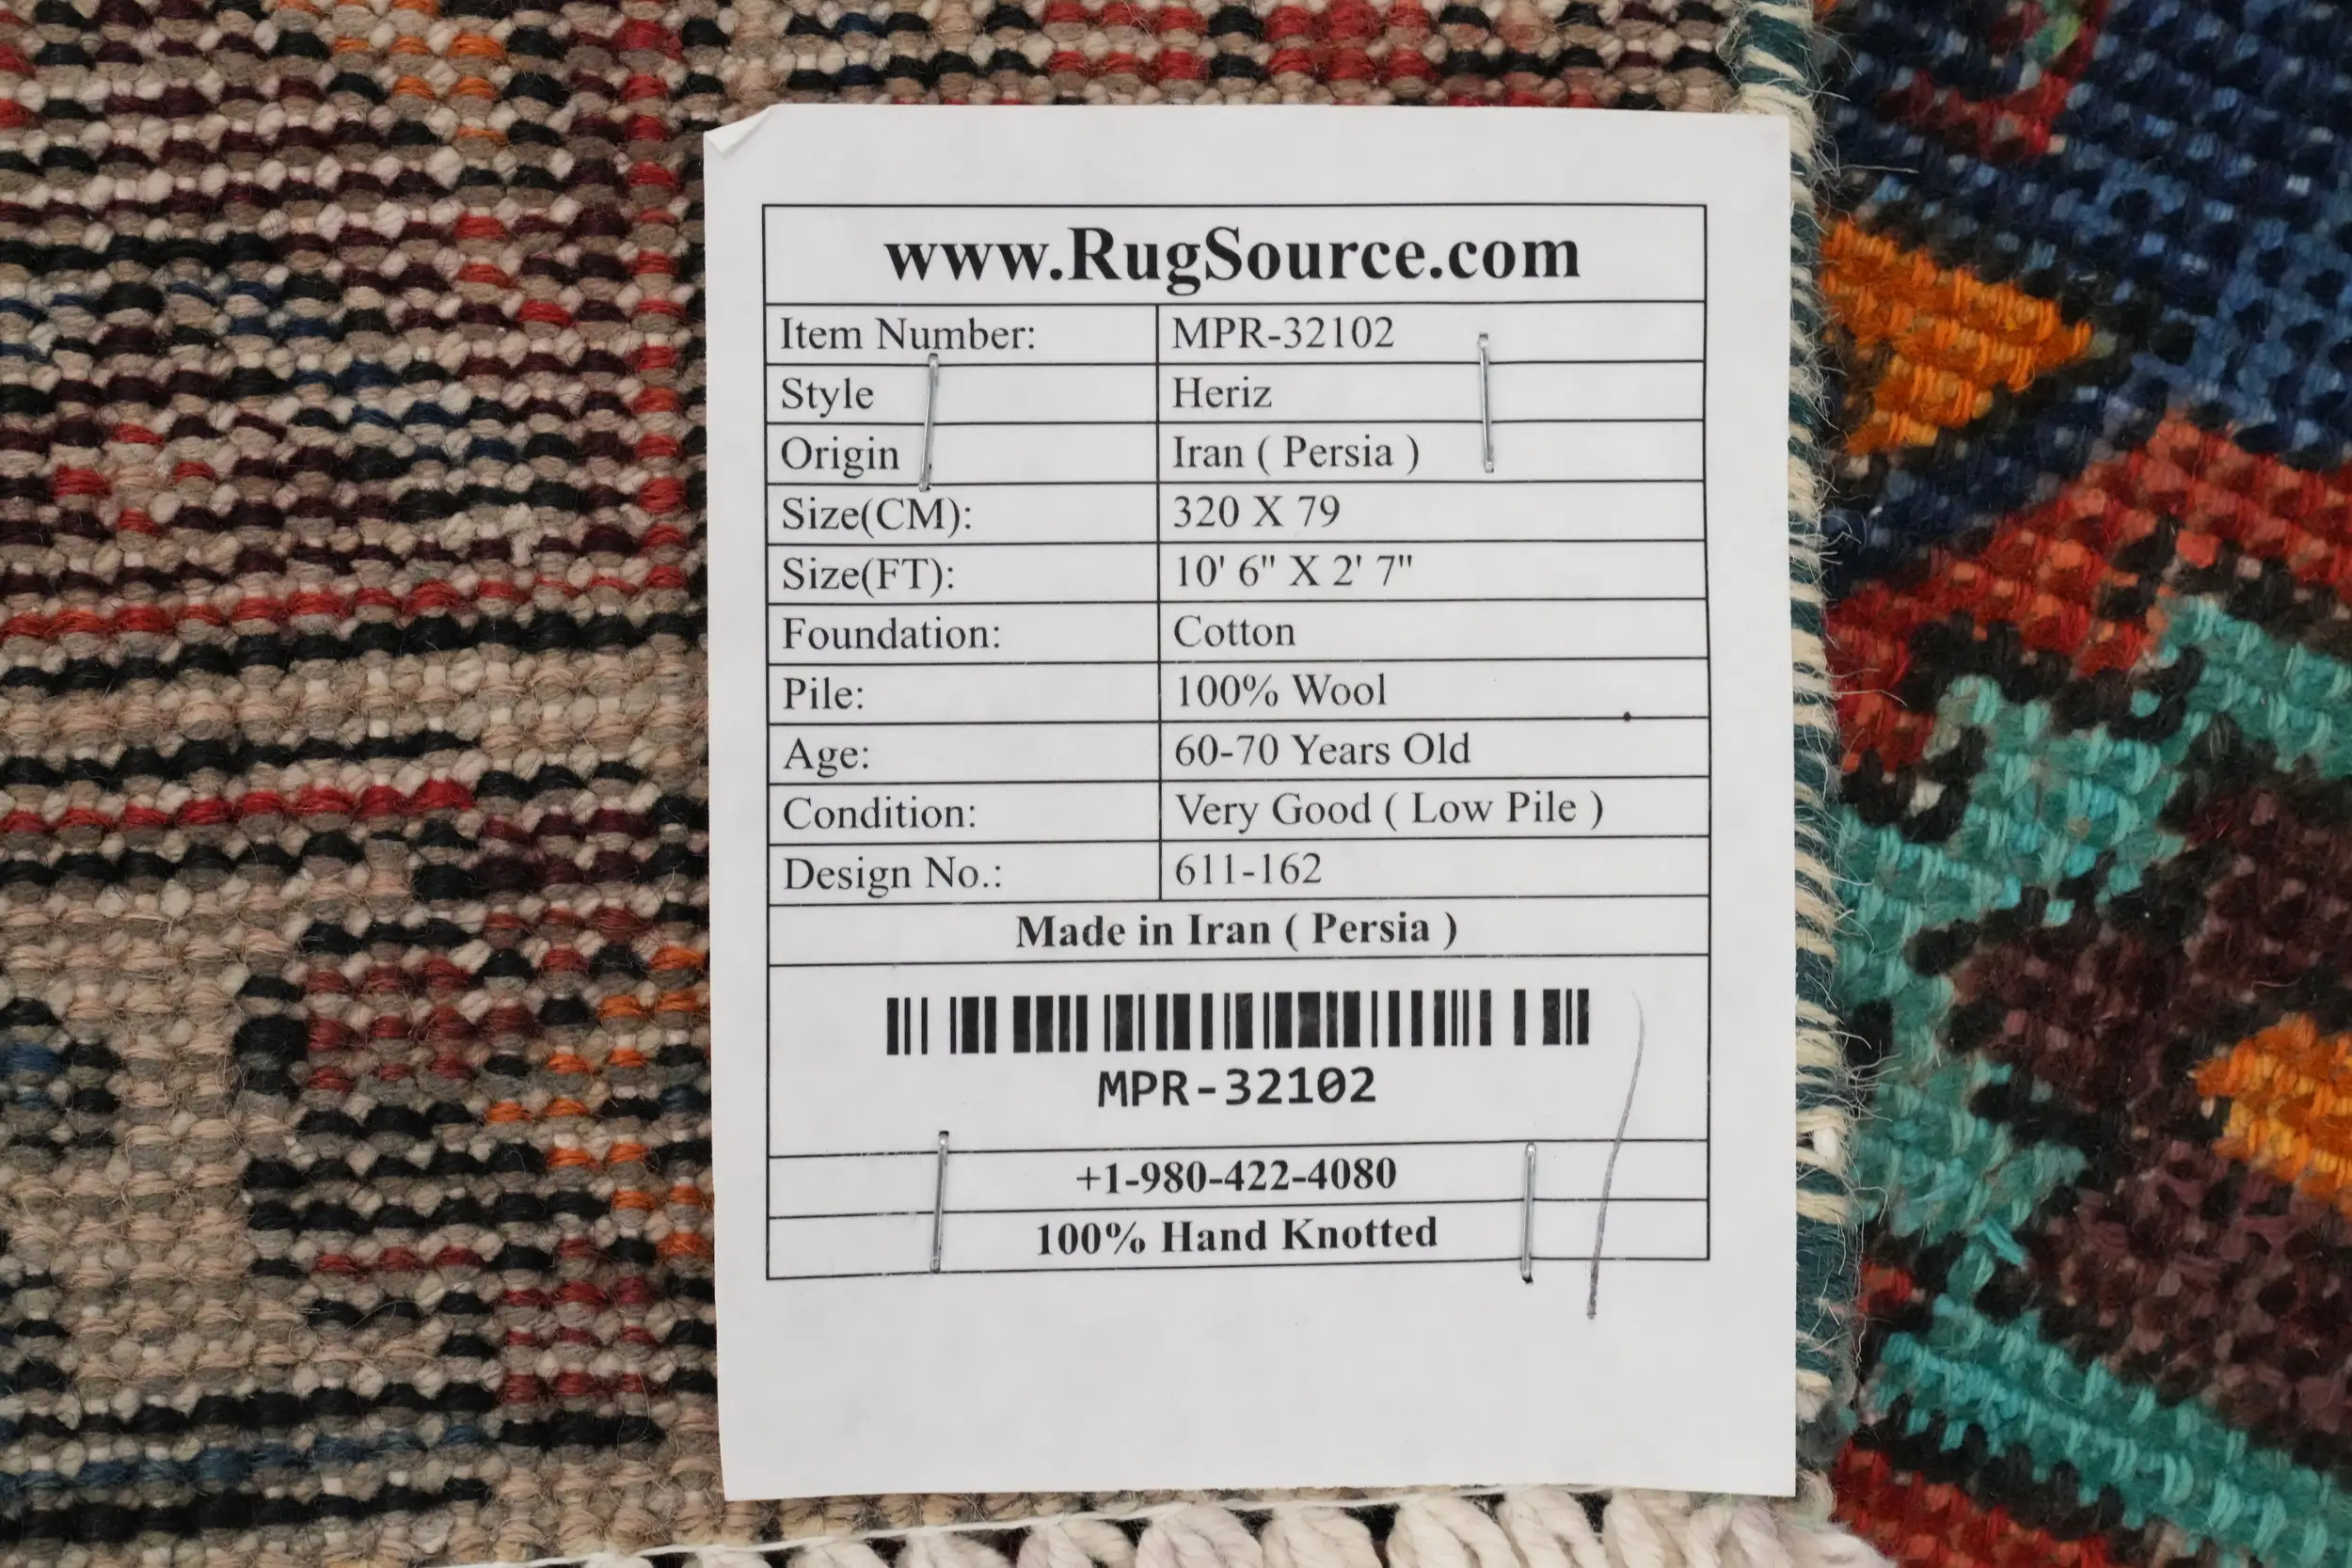 www.RugSource.com
Item Number: MPR-32102
Style Heriz
Origin Iran ( Persia )
Size(CM): 320 X 79
Size(FT): 10' 6" X 2' 7"
Foundation: Cotton
Pile: 100% Wool
Age: 60-70 Years Old
Condition: Very Good ( Low Pile )
Design No.: 611-162
Made in Iran ( Persia )
MPR-32102
+1-980-422-4080
100% Hand Knotted